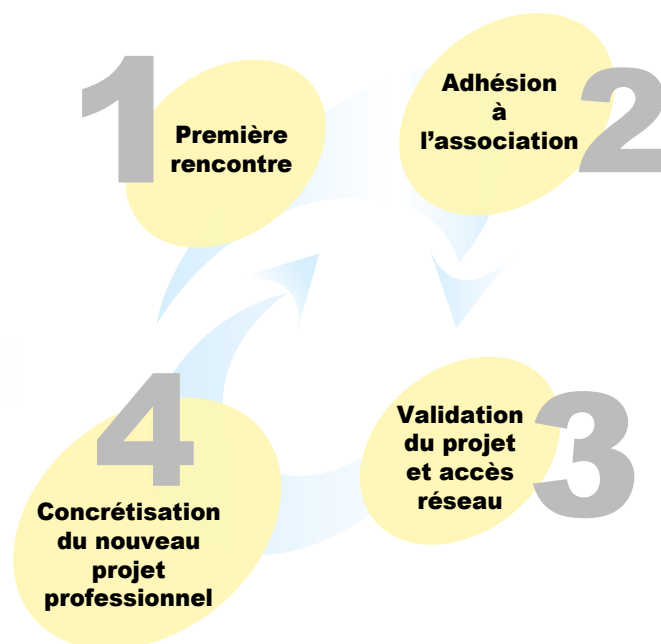 1
Première
rencontre
2
Adhésion
à
l’association
3
Validation
du projet
et accès
réseau
4
Concrétisation
du nouveau
projet
professionnel